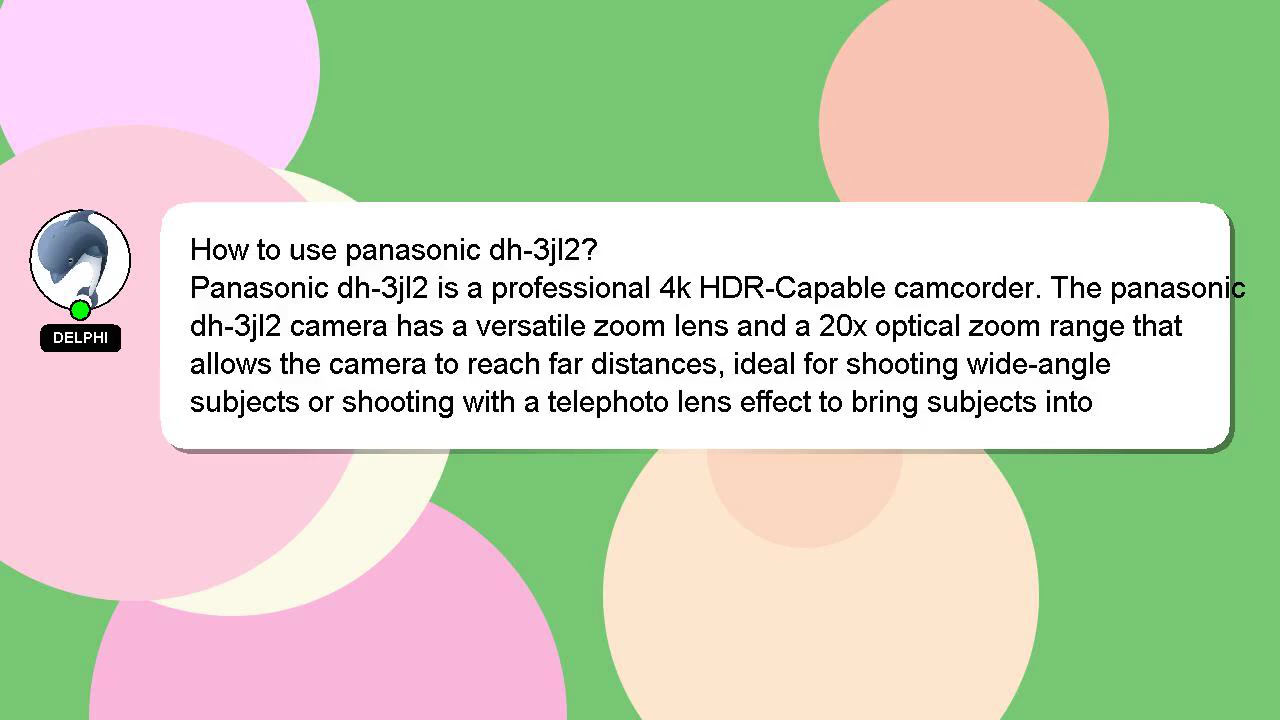 How to use panasonic dh-3jl2?
Panasonic dh-3jl2 is a professional 4k HDR-Capable camcorder. The panasonic
dh-3jl2 camera has a versatile zoom lens and a 20x optical zoom range that
allows the camera to reach far distances, ideal for shooting wide-angle
subjects or shooting with a telephoto lens effect to bring subjects into
DELPHI